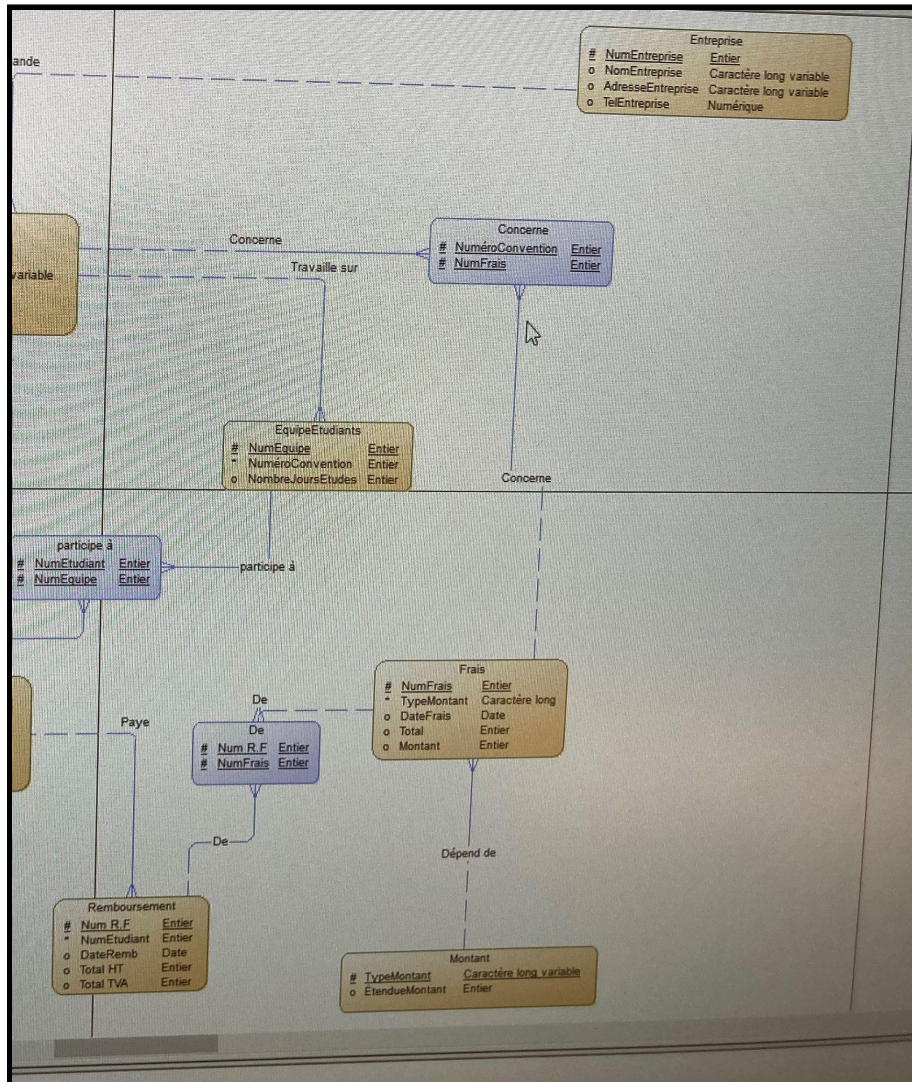 ande
Entreprise
# NumEntreprise Entier
o NomEntreprise Caractère long variable
o AdresseEntreprise Caractère long variable
o TelEntreprise Numérique
Concerne
# NuméroConvention Entier
# NumFrais Entier
Concerne
Travaille sur
variable
EquipeEtudiants
# NumEquipe Entier
* NuméroConvention Entier
o NombreJoursEtudes Entier
Concerne
participe à
# NumEtudiant Entier
# NumEquipe Entier
participe à
Frais
# NumFrais Entier
* TypeMontant Caractère long
o DateFrais Date
o Total Entier
o Montant Entier
De
De
# Num R.F Entier
# NumFrais Entier
Paye
De
Dépend de
Remboursement
# Num R.F Entier
* NumEtudiant Entier
o DateRemb Date
o Total HT Entier
o Total TVA Entier
Montant
# TypeMontant Caractère long variable
o ÉtendueMontant Entier